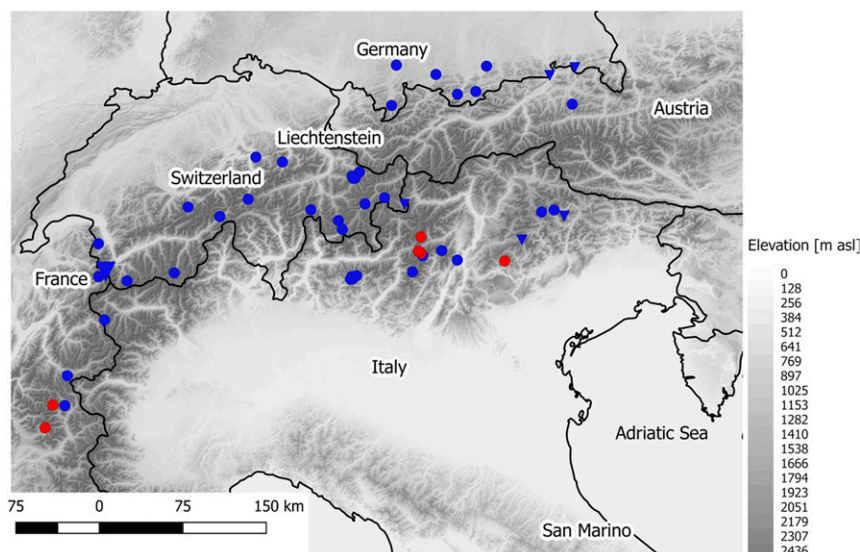 Germany
Austria
Liechtenstein
Switzerland
France
Italy
Adriatic Sea
San Marino
75 0 75 150 km
Elevation [m asl]
0
128
256
384
512
641
769
897
1025
1153
1282
1410
1538
1666
1794
1923
2051
2179
2307
2436